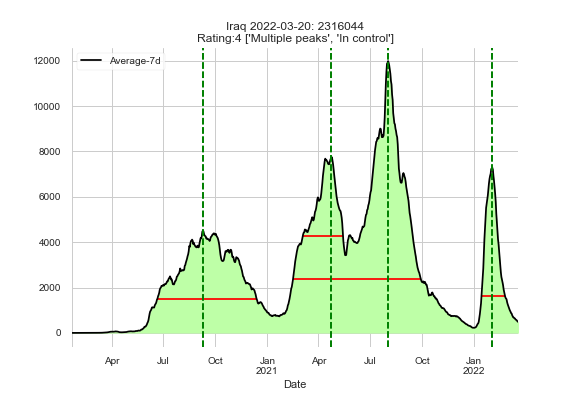 Iraq 2022-03-20: 2316044
Rating:4 ['Multiple peaks', 'In control']
Average-7d
12000
10000
8000
6000
4000
2000
0
Apr Jul Oct Jan Apr Jul Oct Jan
2021 2022
Date